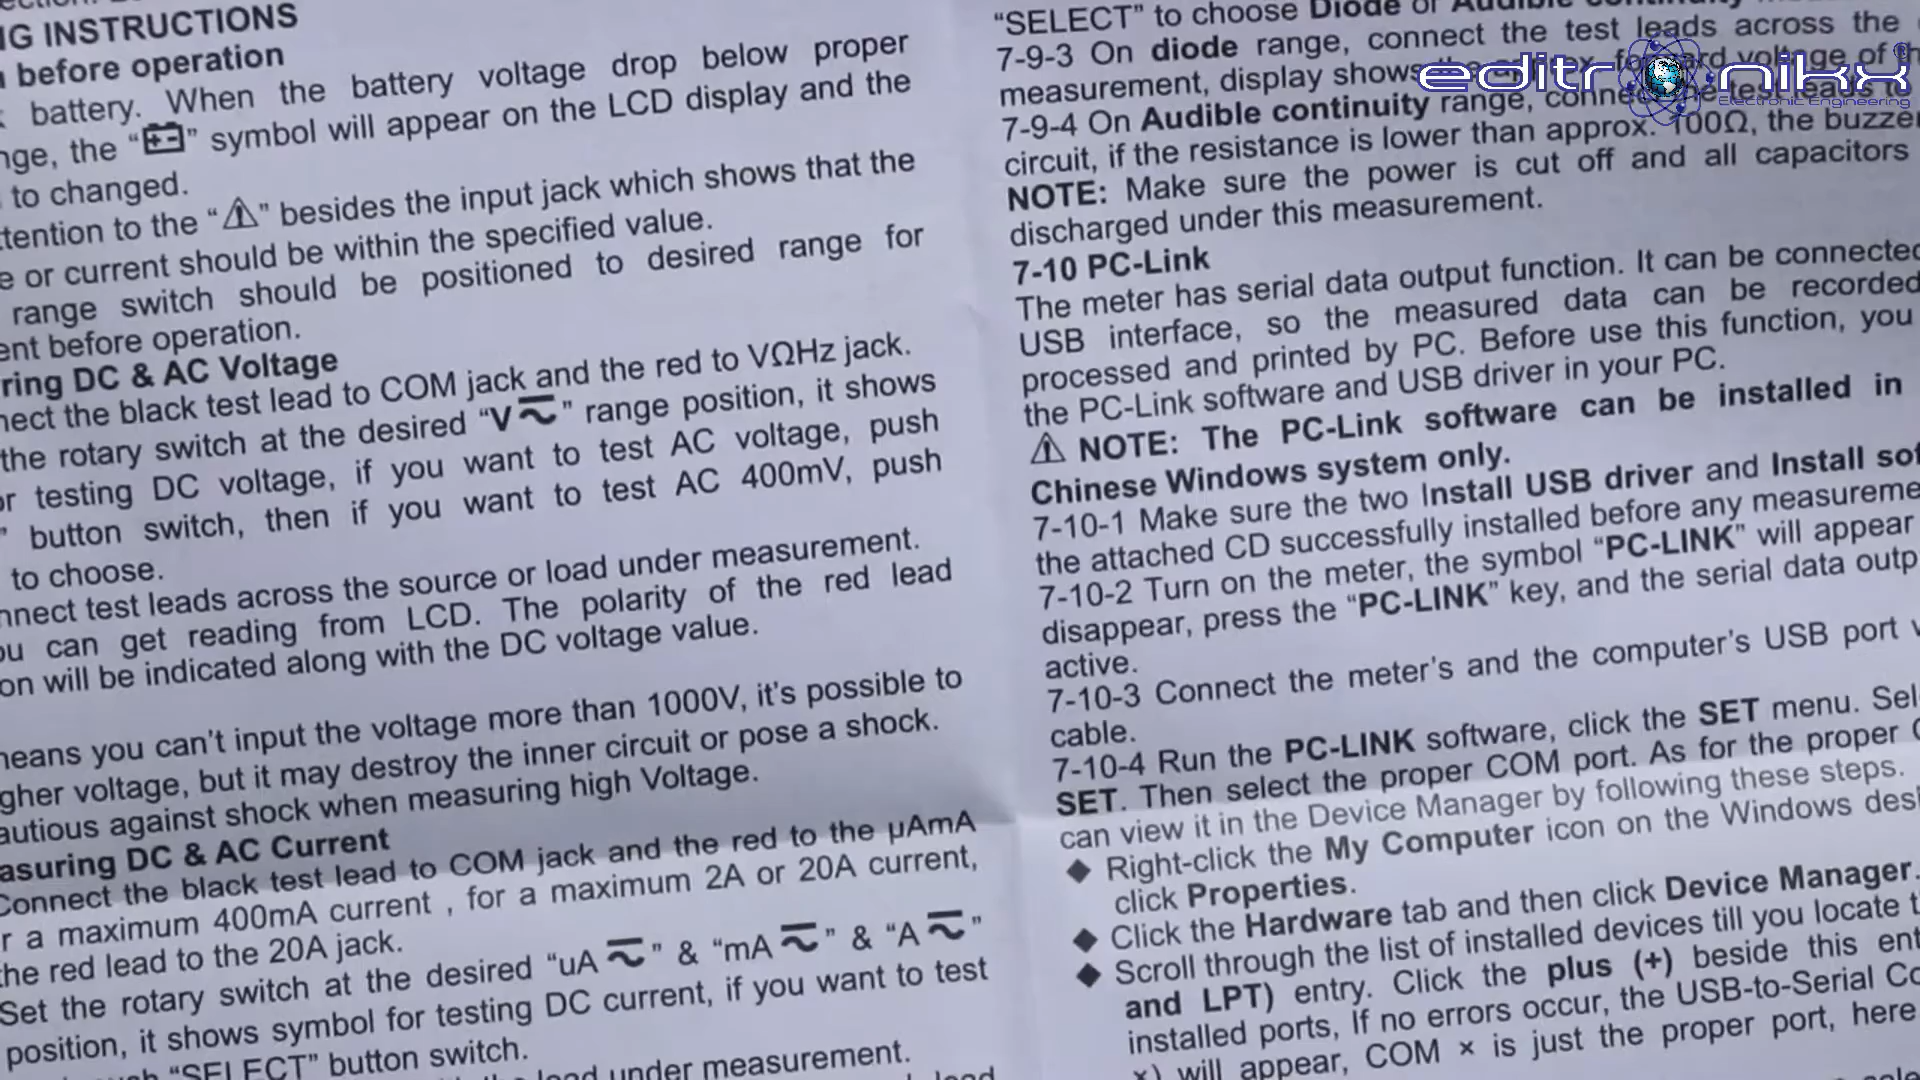 G INSTRUCTIONS
before operation
battery. When the battery voltage drop below proper
nge, the “ ” symbol will appear on the LCD display and the
to changed.
tention to the “⚠” besides the input jack which shows that the
e or current should be within the specified value.
range switch should be positioned to desired range for
ent before operation.
ring DC & AC Voltage
nect the black test lead to COM jack and the red to VΩHz jack.
the rotary switch at the desired “V⎓~” range position, it shows
or testing DC voltage, if you want to test AC voltage, push
” button switch, then if you want to test AC 400mV, push
to choose.
nnect test leads across the source or load under measurement.
ou can get reading from LCD. The polarity of the red lead
on will be indicated along with the DC voltage value.
neans you can’t input the voltage more than 1000V, it’s possible to
gher voltage, but it may destroy the inner circuit or pose a shock.
autious against shock when measuring high Voltage.
asuring DC & AC Current
Connect the black test lead to COM jack and the red to the µAmA
r a maximum 400mA current , for a maximum 2A or 20A current,
the red lead to the 20A jack.
Set the rotary switch at the desired “uA ” & “mA ” & “A ”
position, it shows symbol for testing DC current, if you want to test
“SELECT” button switch.
under measurement.
“SELECT” to choose Diode or Audible
7-9-3 On diode range, connect the test leads across the
measurement, display shows voltage of
7-9-4 On Audible continuity range, connect the test leads
circuit, if the resistance is lower than approx. 100Ω, the buzzer
NOTE: Make sure the power is cut off and all capacitors
discharged under this measurement.
7-10 PC-Link
The meter has serial data output function. It can be connected
USB interface, so the measured data can be recorded
processed and printed by PC. Before use this function, you
the PC-Link software and USB driver in your PC.
⚠ NOTE: The PC-Link software can be installed in
Chinese Windows system only.
7-10-1 Make sure the two Install USB driver and Install sof
the attached CD successfully installed before any measureme
7-10-2 Turn on the meter, the symbol “PC-LINK” will appear
disappear, press the “PC-LINK” key, and the serial data outp
active.
7-10-3 Connect the meter’s and the computer’s USB port
cable.
7-10-4 Run the PC-LINK software, click the SET menu. Sel
SET. Then select the proper COM port. As for the proper
can view it in the Device Manager by following these steps.
◆ Right-click the My Computer icon on the Windows des
click Properties.
◆ Click the Hardware tab and then click Device Manager.
◆ Scroll through the list of installed devices till you locate t
and LPT) entry. Click the plus (+) beside this ent
installed ports, If no errors occur, the USB-to-Serial Co
×) will appear, COM × is just the proper port, here
editronikx®
Electronic Engineering